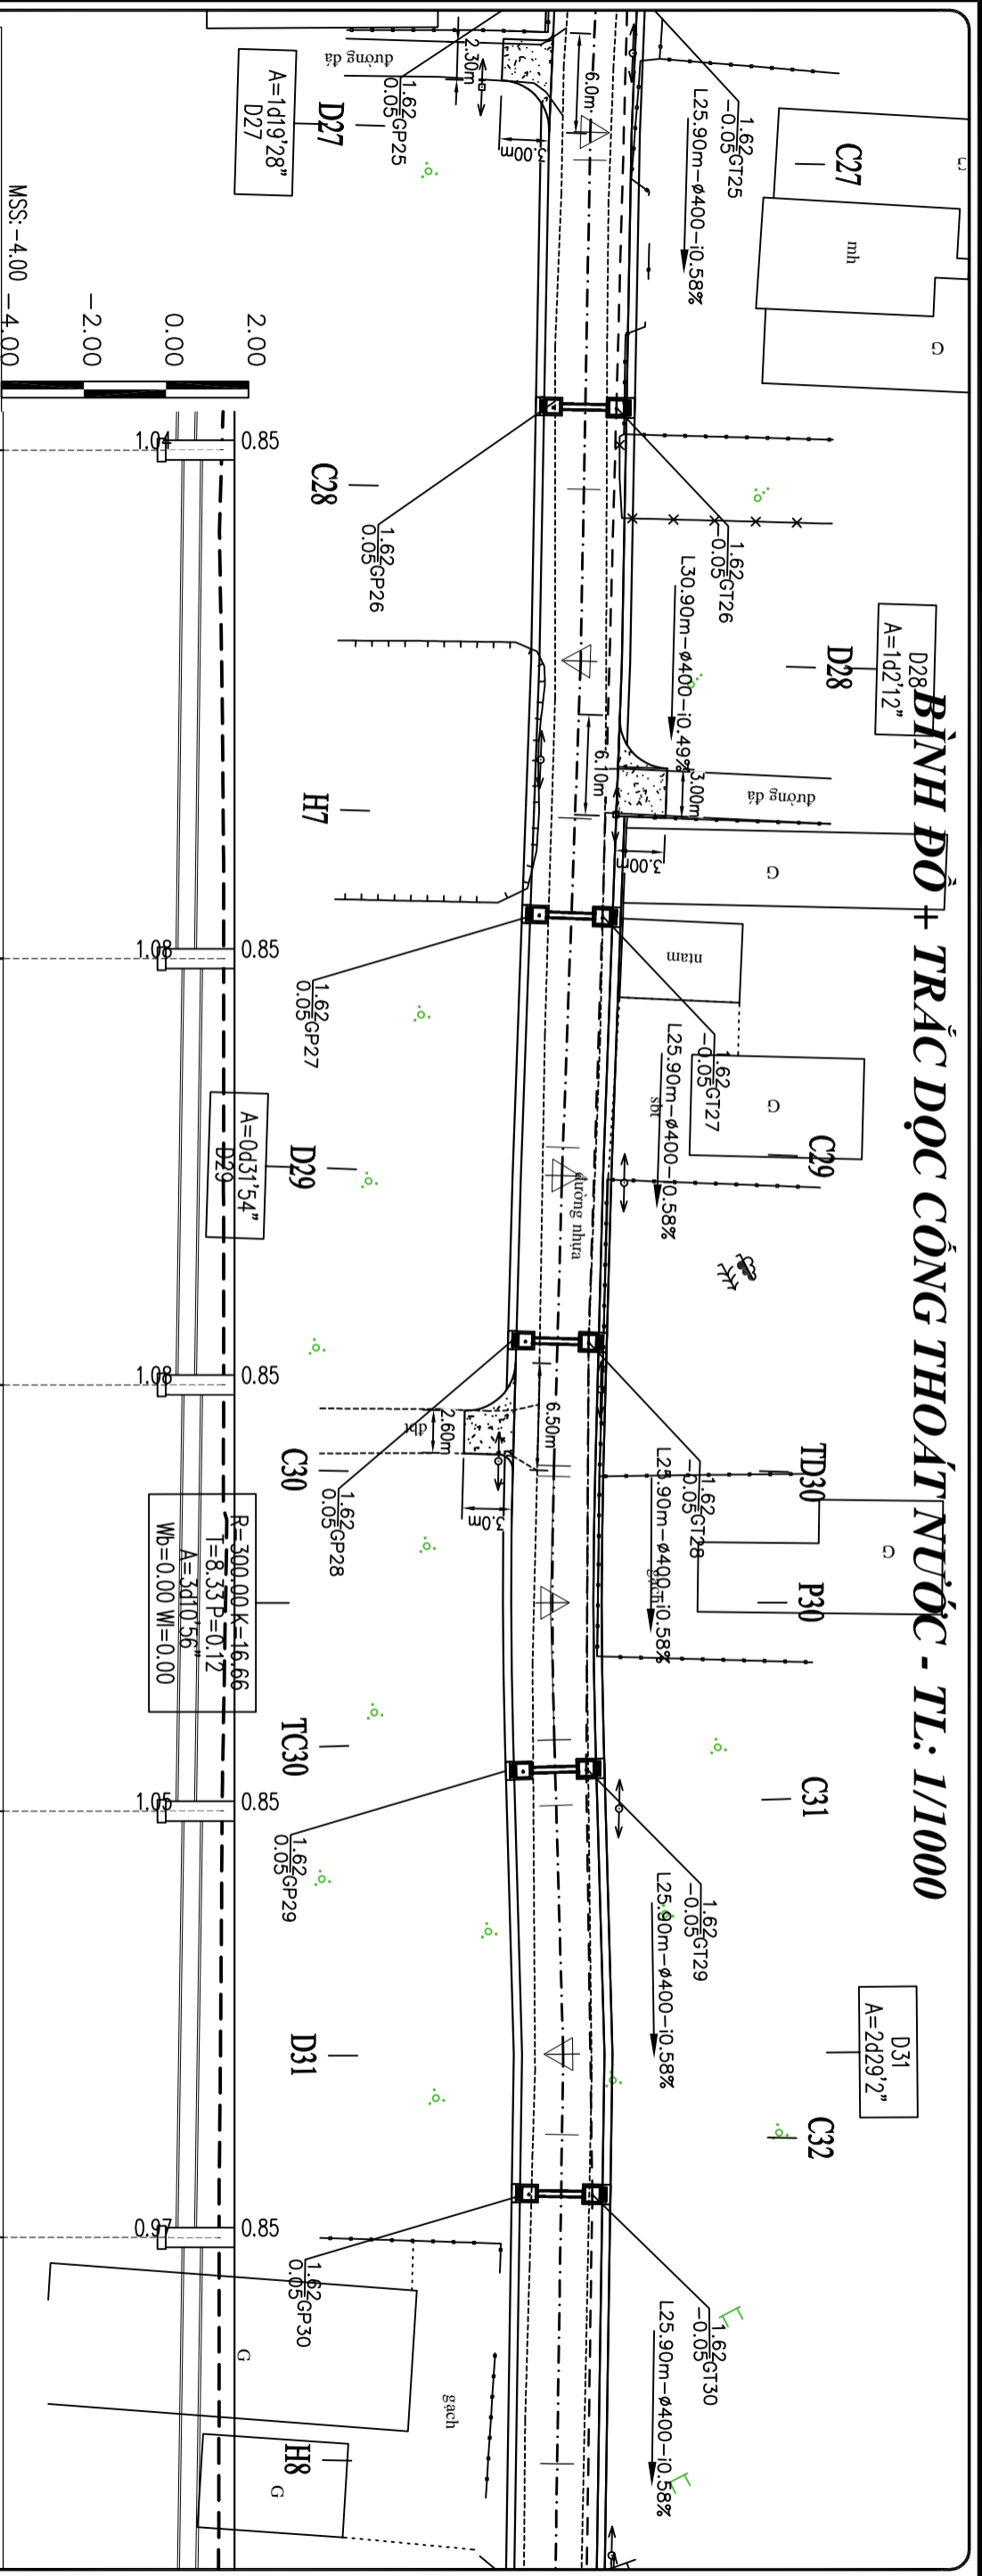 BÌNH ĐỒ + TRẮC DỌC CỐNG THOÁT NƯỚC - TL: 1/1000
G
mh
G
C27
1.62
-0.05 GT25
L25.90m-ø400-i0.58%
6.0m
đường đá
2.30m
3.00m
1.62
0.05 GP25
D27
A=1d19'28"
D27
D28
A=1d2'12"
D28
1.62
-0.05 GT26
L30.90m-ø400-i0.49%
C28
1.62
0.05 GP26
3.00m
đường đá
6.10m
3.00m
G
H7
ntam
1.62
-0.05 GT27
G
C29
L25.90m-ø400-i0.58%
sbt
1.62
0.05 GP27
D29
A=0d31'54"
D29
đường nhựa
TD30
1.62
-0.05 GT28
L25.90m-ø400-i0.58%
gạch
G
P30
6.50m
2.60m
dbt
3.0m
C30
1.62
0.05 GP28
R=300.00 K=16.66
T=8.33 P=0.12
A=3d10'56"
Wb=0.00 Wl=0.00
TC30
C31
1.62
-0.05 GT29
L25.90m-ø400-i0.58%
1.62
0.05 GP29
D31
A=2d29'2"
D31
C32
1.62
-0.05 GT30
L25.90m-ø400-i0.58%
1.62
0.05 GP30
gạch
G
H8
G
2.00
0.00
-2.00
-4.00
MSS: -4.00
0.85
1.04
0.85
1.08
0.85
1.08
0.85
1.05
0.85
0.97